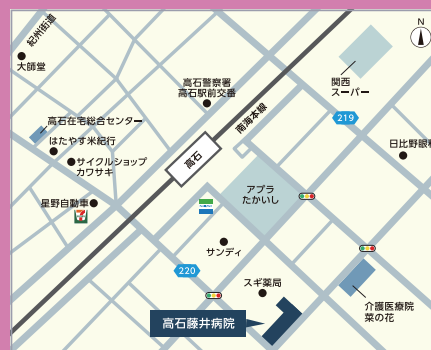 紀州街道
N
大師堂
関西
スーパー
高石警察署
高石駅前交番
南海本線
219
高石在宅総合センター
はたやす米紀行
サイクルショップ
カワサキ
高石
日比野眼科
アプラ
たかいし
星野自動車
サンディ
220
スギ薬局
介護医療院
菜の花
高石藤井病院